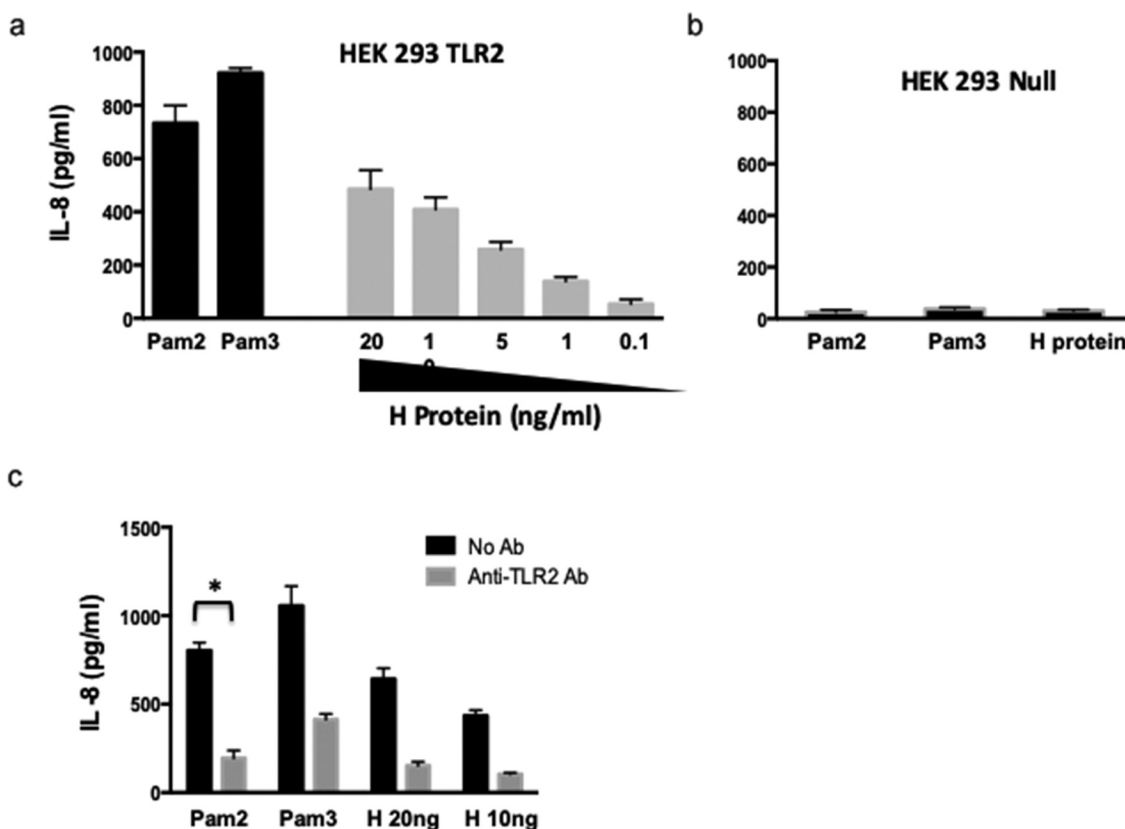 a
HEK 293 TLR2
IL-8 (pg/ml)
1000
800
600
400
200
0
Pam2 Pam3 20 1 5 1 0.1
0
H Protein (ng/ml)
b
HEK 293 Null
1000
800
600
400
200
0
Pam2 Pam3 H protein
c
No Ab
Anti-TLR2 Ab
IL-8 (pg/ml)
1500
1000
500
0
*
Pam2 Pam3 H 20ng H 10ng